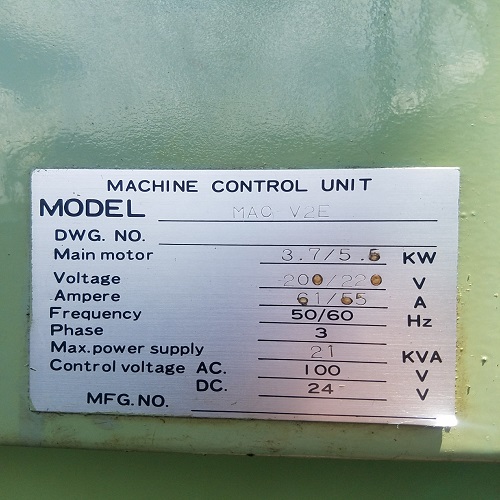 MACHINE CONTROL UNIT
MODEL MAC V2E
DWG. NO.
Main motor 3.7/5.5 KW
Voltage 200/220 V
Ampere 61/55 A
Frequency 50/60 Hz
Phase 3
Max.power supply 21 KVA
Control voltage AC. 100 V
DC. 24 V
MFG.NO.